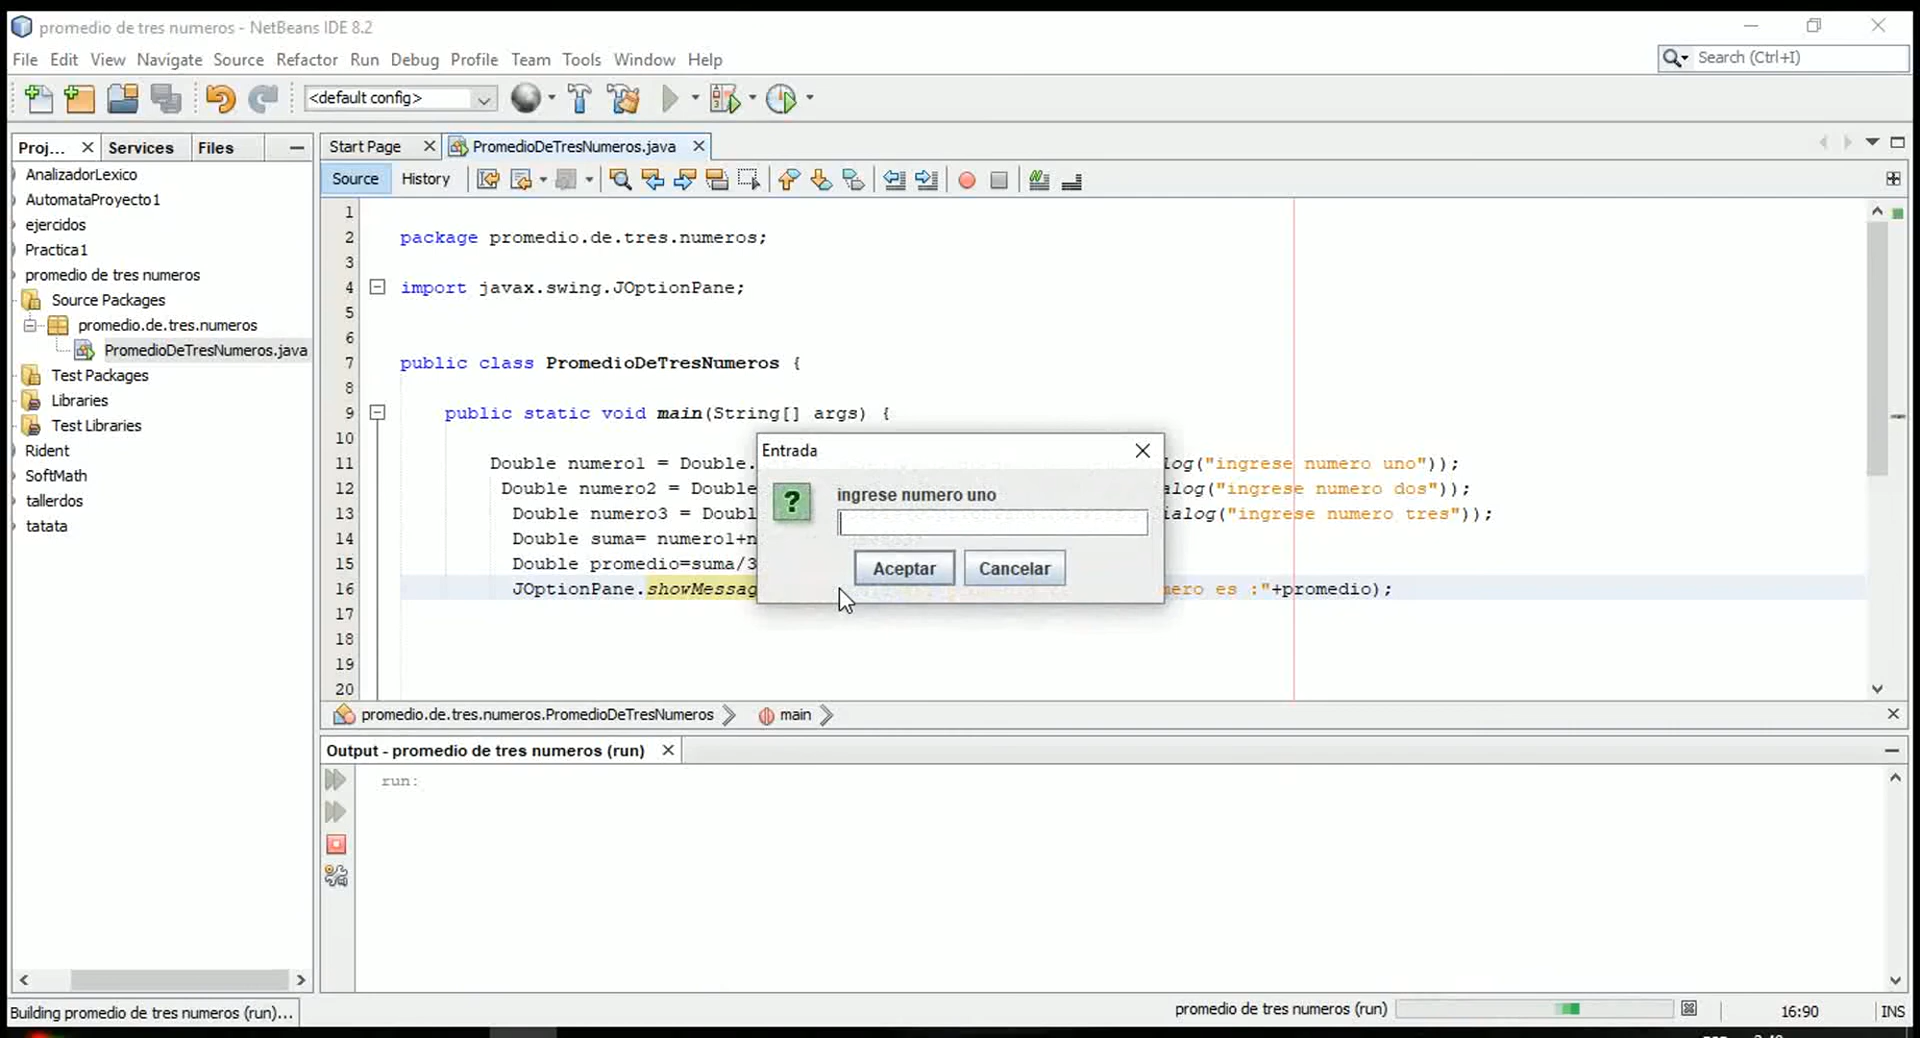 promedio de tres numeros - NetBeans IDE 8.2
File Edit View Navigate Source Refactor Run Debug Profile Team Tools Window Help
Search (Ctrl+I)
<default config>
Proj... Services Files
AnalizadorLexico
AutomataProyecto1
ejercidos
Practica1
promedio de tres numeros
Source Packages
promedio.de.tres.numeros
PromedioDeTresNumeros.java
Test Packages
Libraries
Test Libraries
Rident
SoftMath
tallerdos
tatata
Start Page PromedioDeTresNumeros.java
Source History
1
2 package promedio.de.tres.numeros;
3
4 import javax.swing.JOptionPane;
5
6
7 public class PromedioDeTresNumeros {
8
9 public static void main(String[] args) {
10
11 Double numero1 = Double. log("ingrese numero uno"));
12 Double numero2 = Double alog("ingrese numero dos"));
13 Double numero3 = Doubl ialog("ingrese numero tres"));
14 Double suma= numero1+n
15 Double promedio=suma/3
16 JOptionPane.showMessag mero es :"+promedio);
17
18
19
20
Entrada
ingrese numero uno
Aceptar Cancelar
promedio.de.tres.numeros.PromedioDeTresNumeros main
Output - promedio de tres numeros (run)
run:
Building promedio de tres numeros (run)...
promedio de tres numeros (run)
16:90 INS